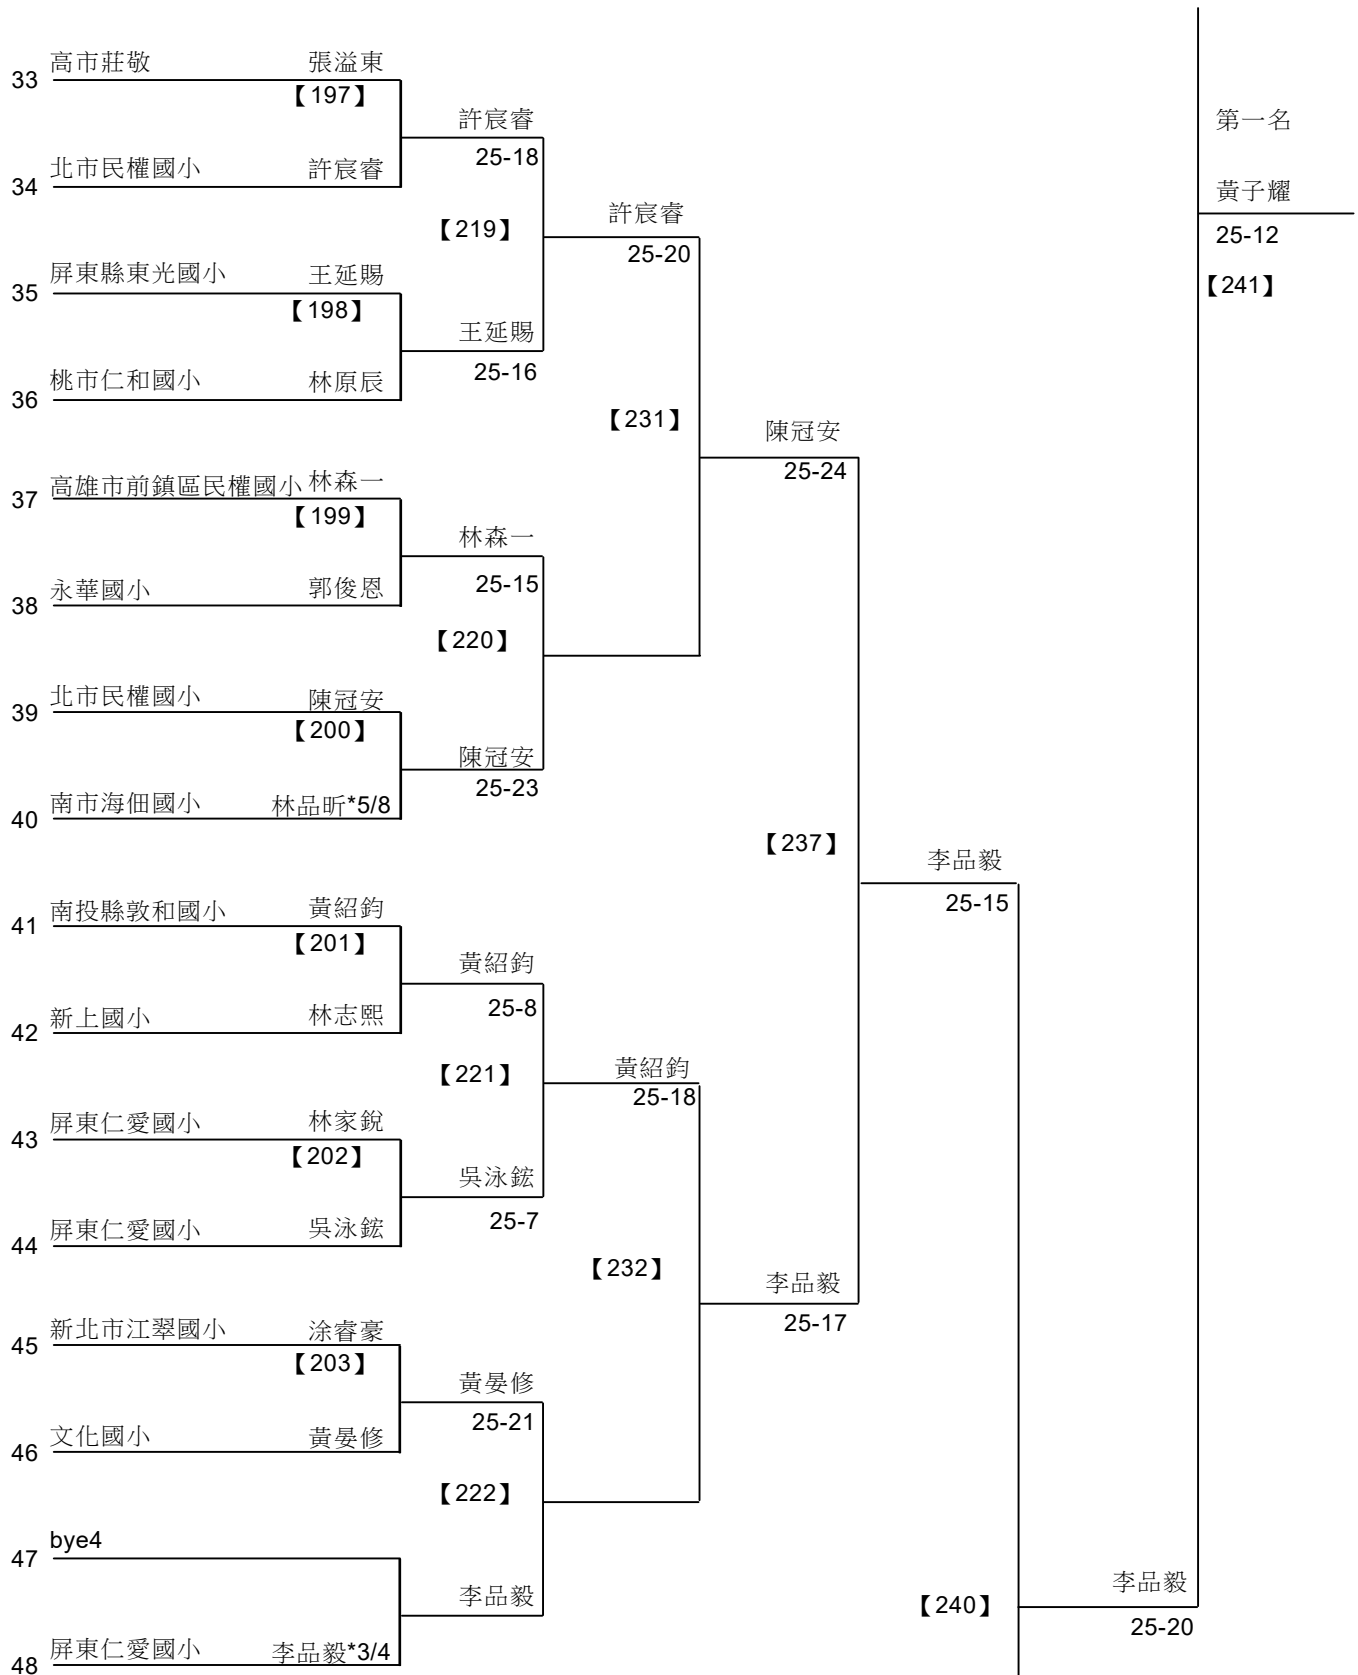 33 高市莊敬 張溢東
【197】
許宸睿
25-18
34 北市民權國小 許宸睿
【219】
許宸睿
25-20
35 屏東縣東光國小 王延賜
【198】
王延賜
25-16
36 桃市仁和國小 林原辰
【231】
陳冠安
25-24
37 高雄市前鎮區民權國小 林森一
【199】
林森一
25-15
38 永華國小 郭俊恩
【220】
39 北市民權國小 陳冠安
【200】
陳冠安
25-23
40 南市海佃國小 林品昕*5/8
【237】
李品毅
25-15
41 南投縣敦和國小 黃紹鈞
【201】
黃紹鈞
25-8
42 新上國小 林志熙
【221】
黃紹鈞
25-18
43 屏東仁愛國小 林家銳
【202】
吳泳鋐
25-7
44 屏東仁愛國小 吳泳鋐
【232】
李品毅
25-17
45 新北市江翠國小 涂睿豪
【203】
黃晏修
25-21
46 文化國小 黃晏修
【222】
47 bye4
李品毅
48 屏東仁愛國小 李品毅*3/4
【240】
李品毅
25-20
第一名
黃子耀
25-12
【241】